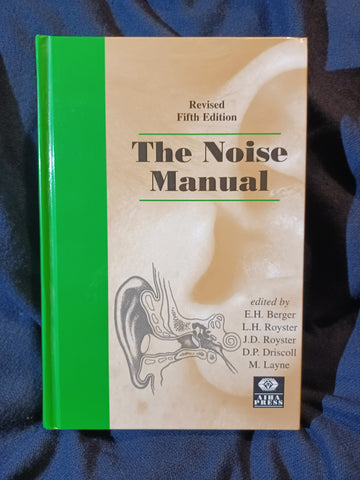 Revised
Fifth Edition
The Noise
Manual
edited by
E.H. Berger
L.H. Royster
J.D. Royster
D.P. Driscoll
M. Layne
AIHA
PRESS